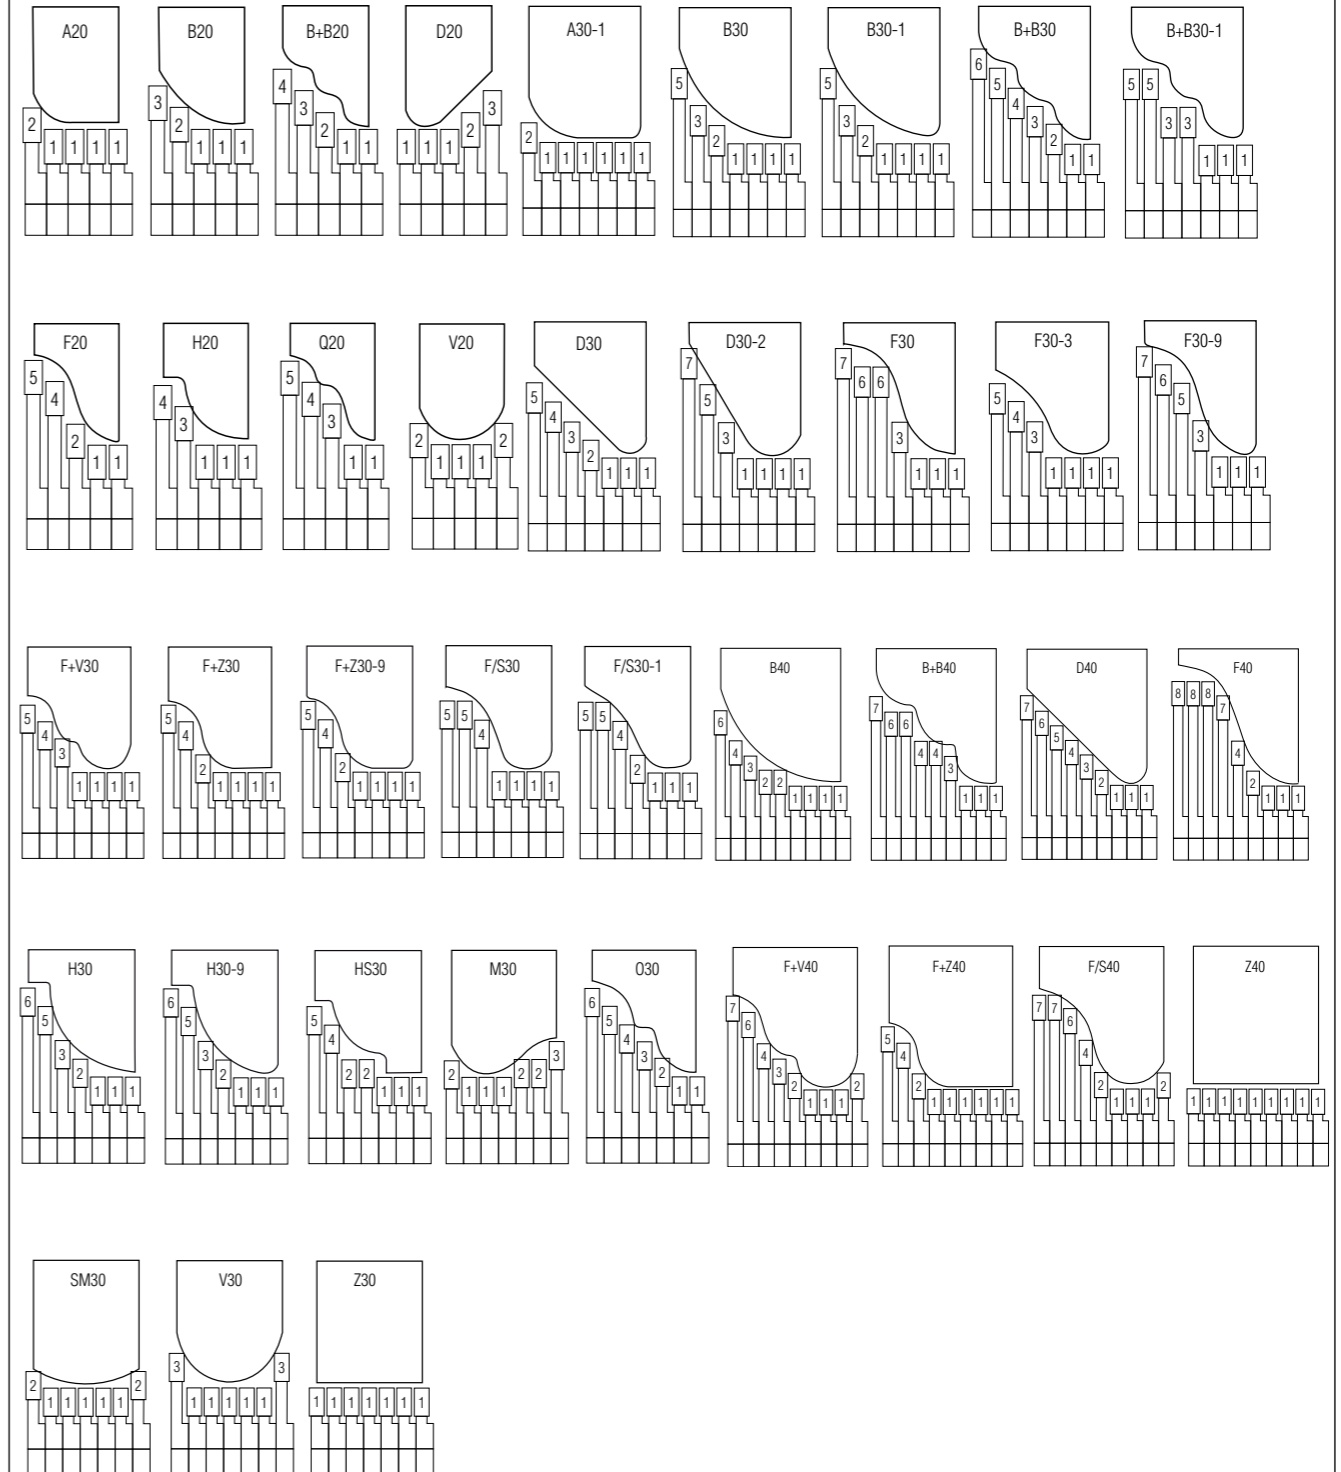 A20 B20 B+B20 D20 A30-1 B30 B30-1 B+B30 B+B30-1
2 1 1 1 1
3 2 1 1 1
4 3 2 1 1
1 1 1 2 3
2 1 1 1 1 1 1
5 3 2 1 1 1 1
5 3 2 1 1 1 1
6 5 4 3 2 1 1
5 5 3 3 1 1 1
F20 H20 Q20 V20 D30 D30-2 F30 F30-3 F30-9
5 4 2 1 1
4 3 1 1 1
5 4 3 1 1
2 1 1 1 2
5 4 3 2 1 1 1
7 5 3 1 1 1 1
7 6 6 3 1 1 1
5 4 3 1 1 1 1
7 6 5 3 1 1 1
F+V30 F+Z30 F+Z30-9 F/S30 F/S30-1 B40 B+B40 D40 F40
5 4 3 1 1 1 1
5 4 2 1 1 1 1
5 4 2 1 1 1 1
5 5 4 1 1 1 1
5 5 4 2 1 1 1
6 4 3 2 2 1 1 1 1
7 6 6 4 4 3 1 1 1
7 6 5 4 3 2 1 1 1
8 8 8 7 4 2 1 1 1
H30 H30-9 HS30 M30 O30 F+V40 F+Z40 F/S40 Z40
6 5 3 2 1 1 1
6 5 3 2 1 1 1
5 4 2 2 1 1 1
2 1 1 1 2 2 3
6 5 4 3 2 1 1
7 6 4 3 2 1 1 1 2
5 4 2 1 1 1 1 1 1
7 7 6 4 2 1 1 1 2
1 1 1 1 1 1 1 1 1
SM30 V30 Z30
2 1 1 1 1 1 2
3 1 1 1 1 1 3
1 1 1 1 1 1 1